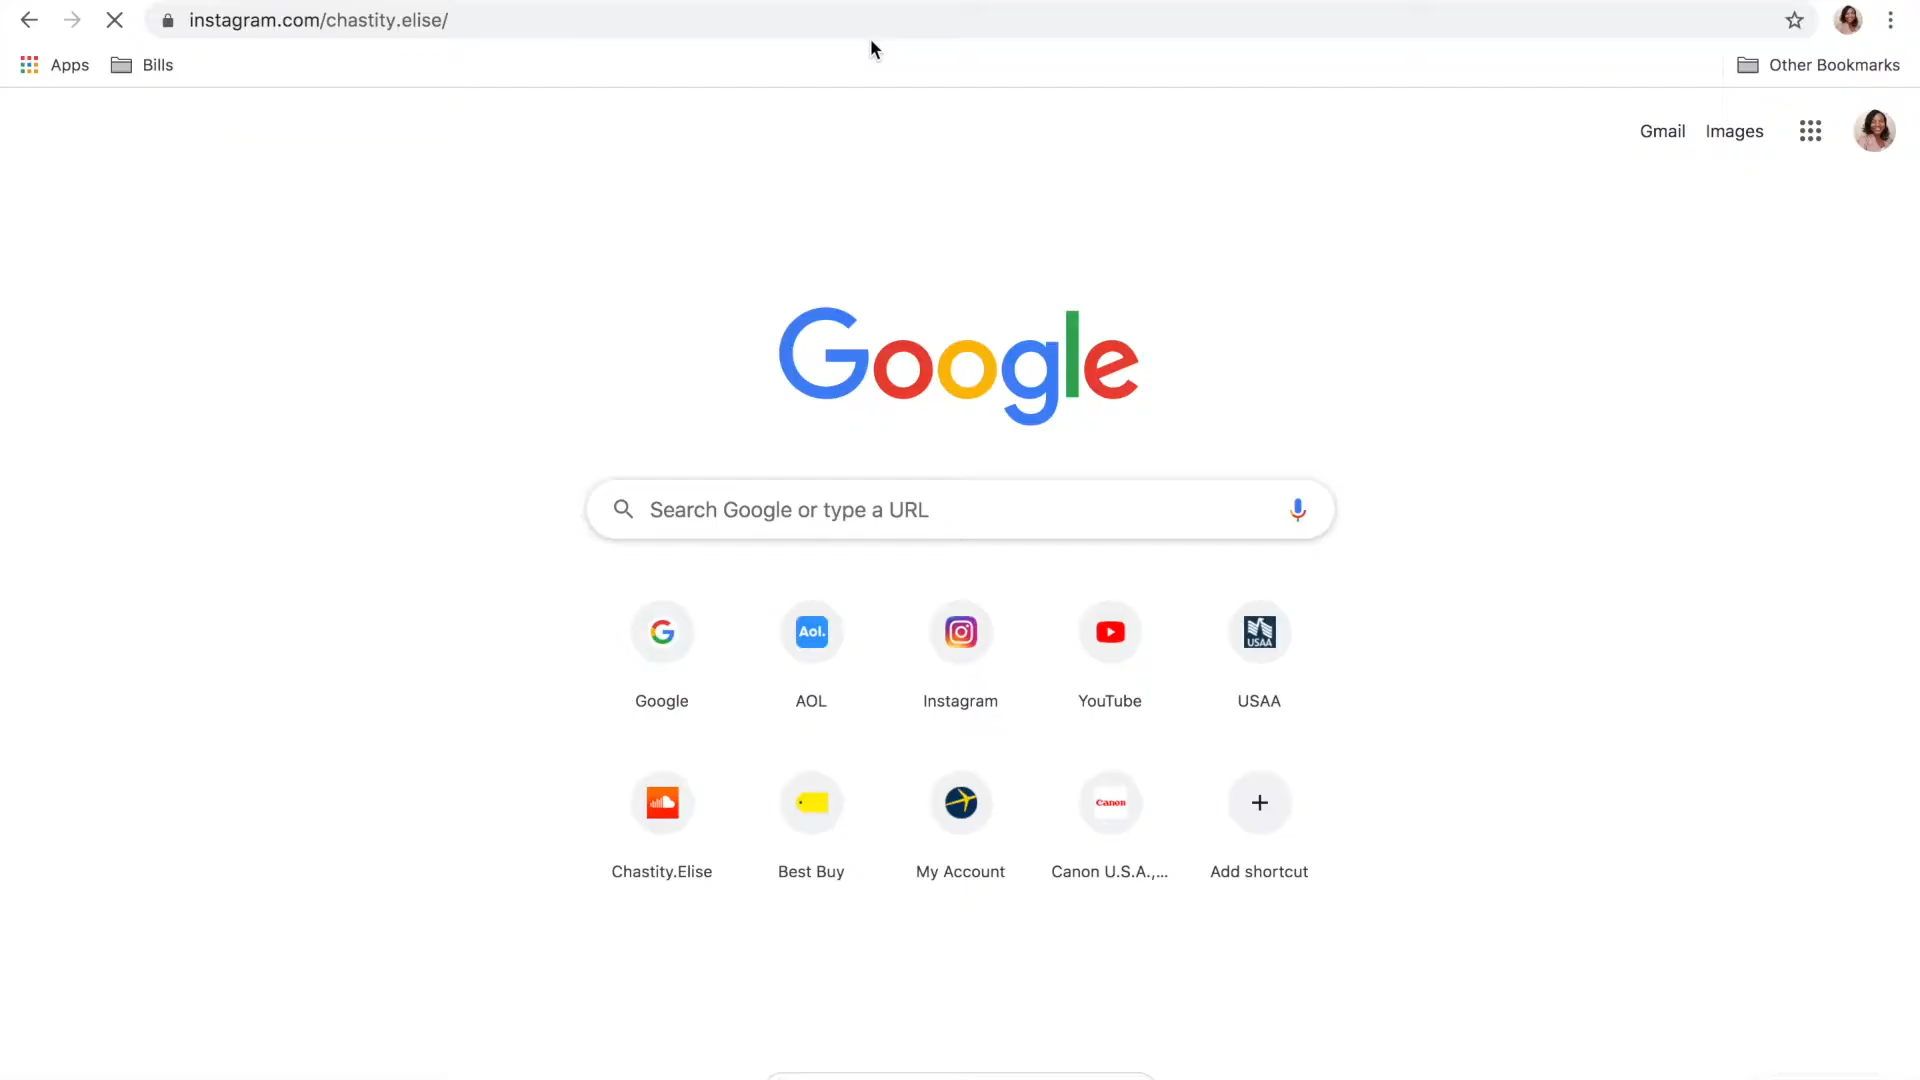 instagram.com/chastity.elise/
Apps
Bills
Other Bookmarks
Gmail
Images
Google
Search Google or type a URL
Aol.
USAA
Google
AOL
Instagram
YouTube
USAA
Canon
Chastity.Elise
Best Buy
My Account
Canon U.S.A.,...
Add shortcut